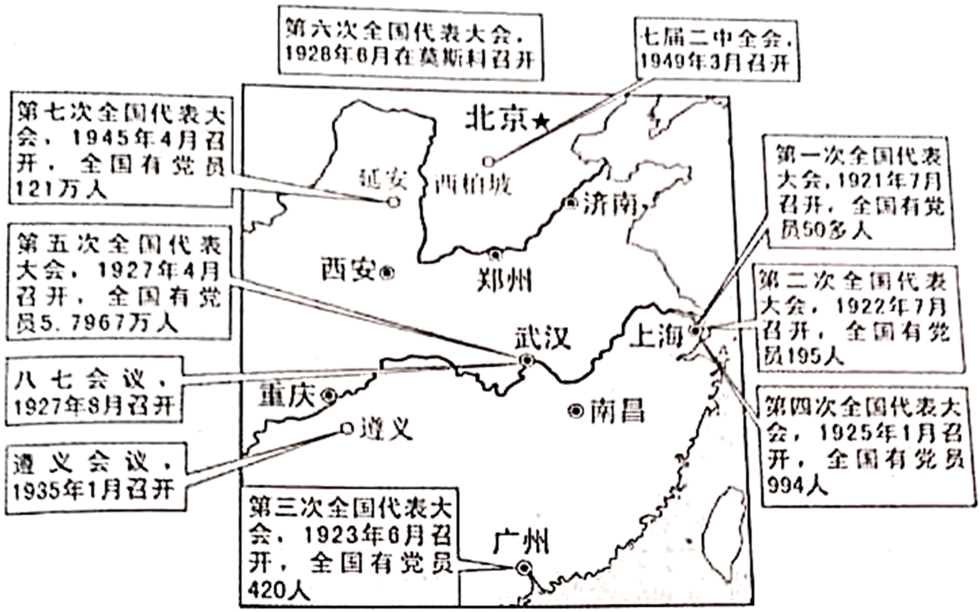 第六次全国代表大会，
1928年6月在莫斯科召开
七届二中全会，
1949年3月召开
第七次全国代表大
会，1945年4月召
开，全国有党员
121万人
北京
第一次全国代表
大会，1921年7月
召开，全国有党
员50多人
延安
西柏坡
济南
第五次全国代表
大会，1927年4月
召开，全国有党
员5.7967万人
西安
郑州
第二次全国代表
大会，1922年7月
召开，全国有党
员195人
上海
武汉
八七会议，
1927年8月召开
重庆
南昌
第四次全国代表大
会，1925年1月召
开，全国有党员
994人
遵义
遵义会议，
1935年1月召开
第三次全国代表大
会，1923年6月召
开，全国有党员
420人
广州